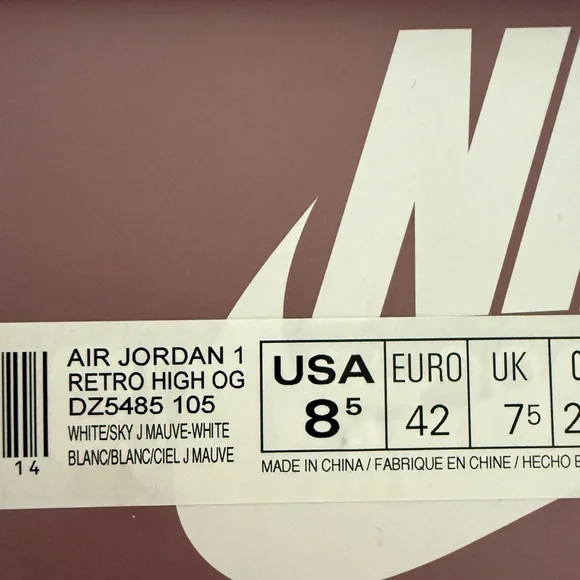 AIR JORDAN 1
RETRO HIGH OG
DZ5485 105
WHITE/SKY J MAUVE-WHITE
BLANC/BLANC/CIEL J MAUVE
14
USA EURO UK
8⁵ 42 7⁵ 2
MADE IN CHINA / FABRIQUE EN CHINE / HECHO E